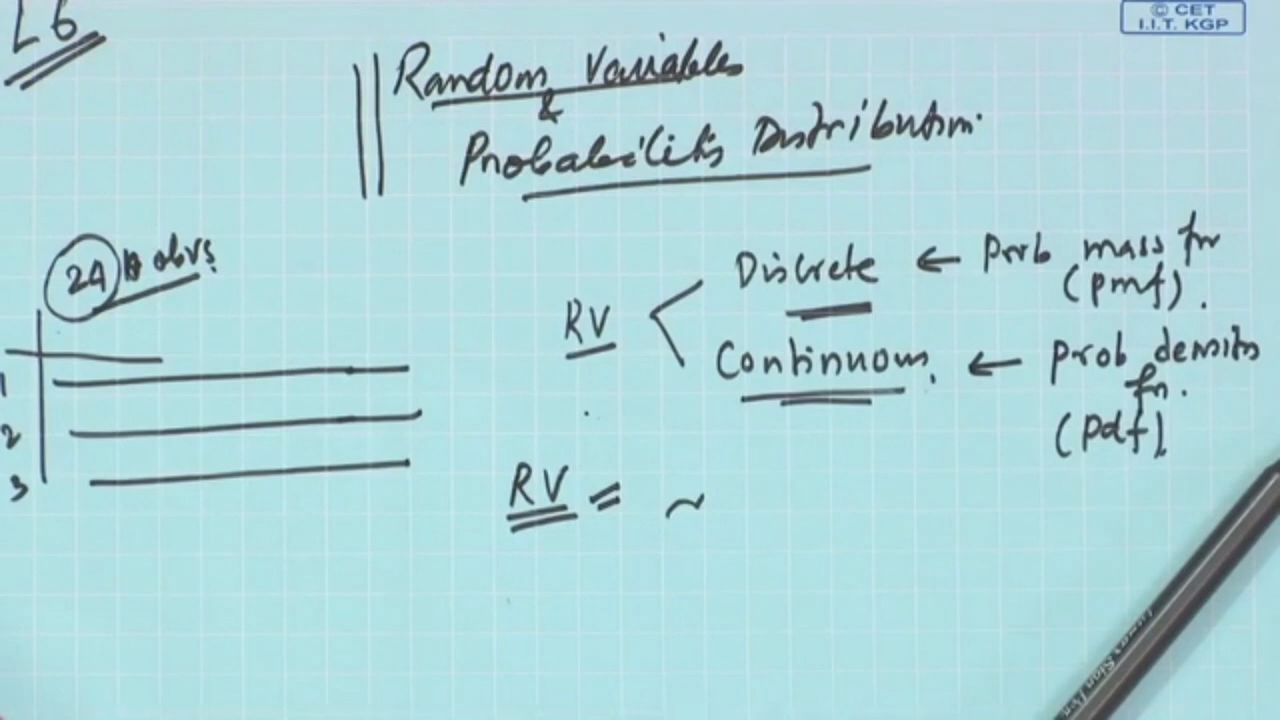 L6
© CET
I.I.T. KGP
Random Variables
&
Probability Distribution.
24 obvs.
1
2
3
RV
Discrete ← Prob mass fn
(pmf).
Continuous. ← Prob density
fn.
(pdf)
RV = ~